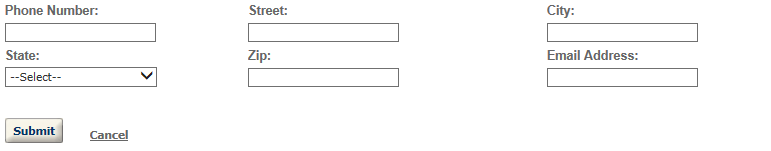 Phone Number: Street: City:
State: Zip: Email Address:
--Select--
Submit Cancel